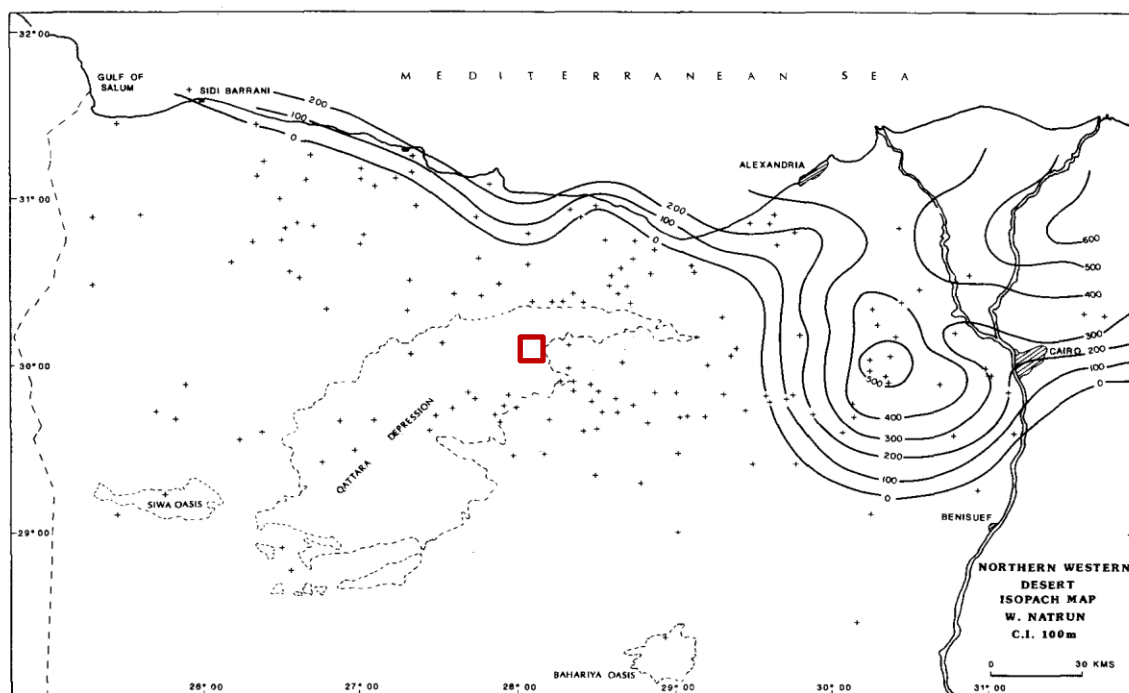 32°00
GULF OF
SALUM
M E D I T E R R A N E A N   S E A
SIDI BARRANI
200
100
0
ALEXANDRIA
31°00
200
100
0
600
500
400
300
30°00
CAIRO
200
100
0
500
400
300
200
100
0
QATTARA DEPRESSION
SIWA OASIS
29°00
BENISUEF
NORTHERN WESTERN
DESERT
ISOPACH MAP
W. NATRUN
C.I. 100m
0 30 KMS
BAHARIYA OASIS
26°00 27°00 28°00 29°00 30°00 31°00